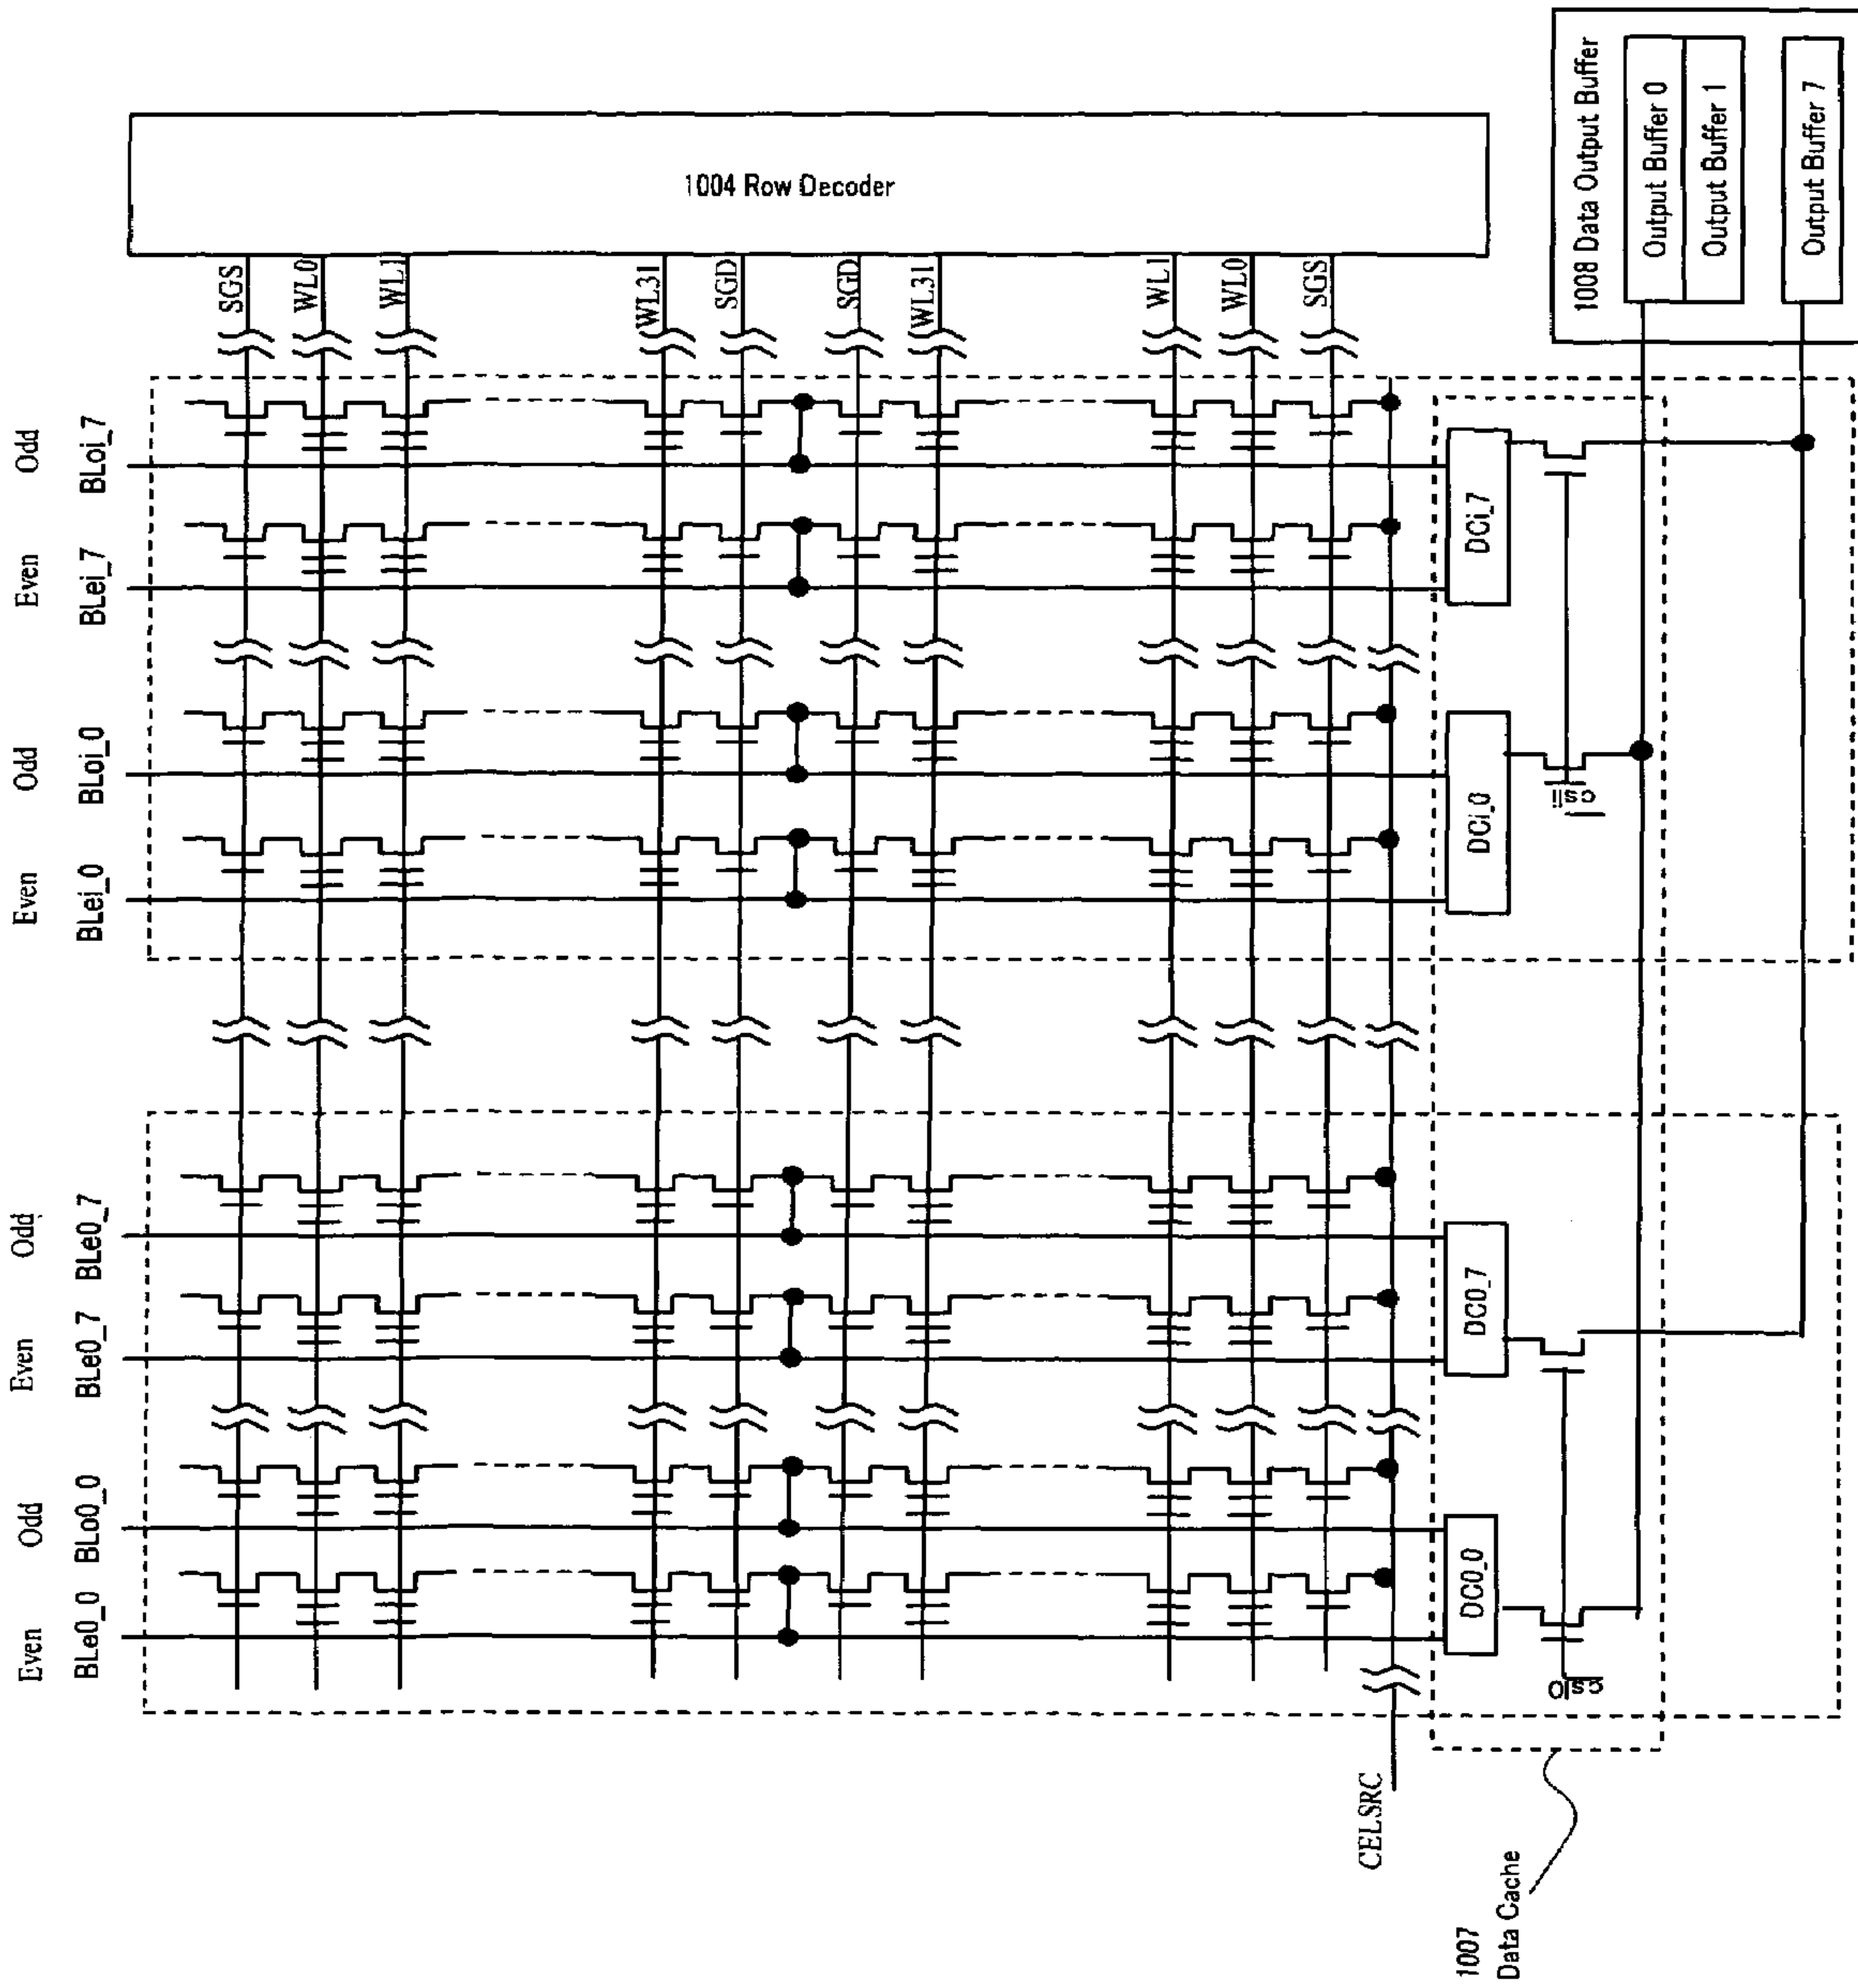 Even Odd Even Odd Even Odd Even Odd
BLe0_0 BLo0_0 BLe0_7 BLe0_7 BLei_0 BLoi_0 BLei_7 BLoi_7
SGS
WL0
WL1
WL31
SGD
SGD
WL31
WL1
WL0
SGS
1004 Row Decoder
CELSRC
DC0_0 DC0_7 DCi_0 DCi_7
csl0
csli
1007
Data Cache
1008 Data Output Buffer
Output Buffer 0
Output Buffer 1
Output Buffer 7